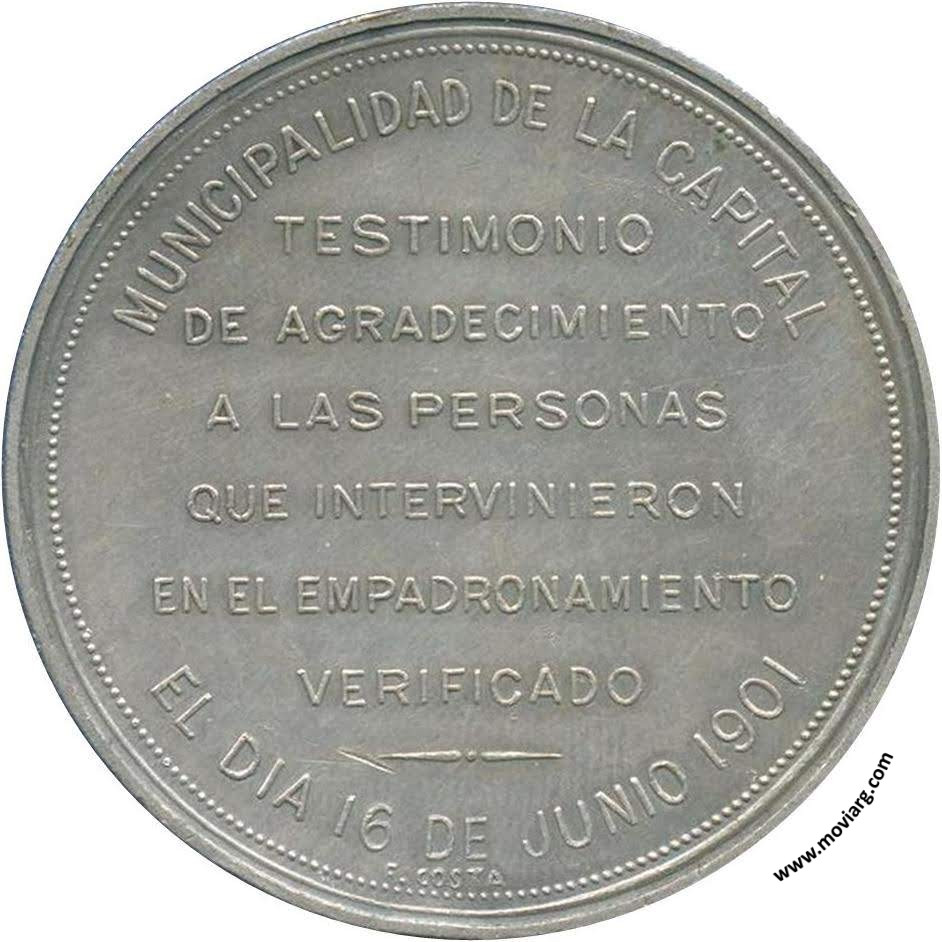 MUNICIPALIDAD DE LA CAPITAL
TESTIMONIO
DE AGRADECIMIENTO
A LAS PERSONAS
QUE INTERVINIERON
EN EL EMPADRONAMIENTO
VERIFICADO
EL DIA 16 DE JUNIO 1901
F. COSTA
www.moviarg.com